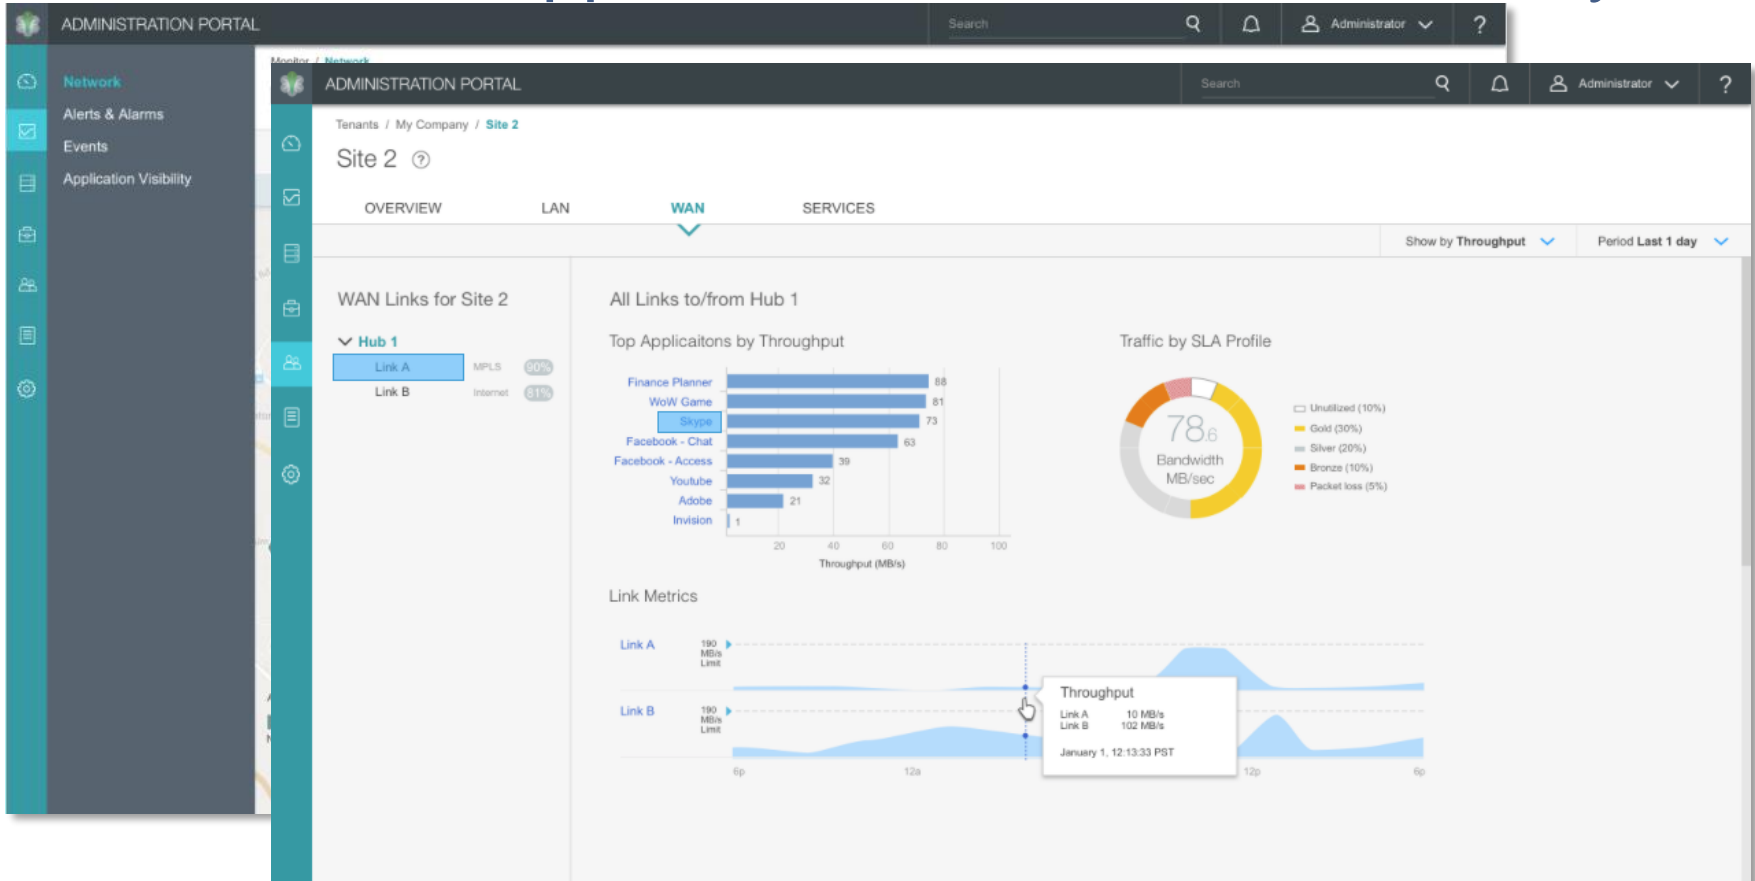 ADMINISTRATION PORTAL
Search
Administrator
?
Network
Alerts & Alarms
Events
Application Visibility
Monitor / Network
ADMINISTRATION PORTAL
Search
Administrator
?
Tenants / My Company / Site 2
Site 2 ?
OVERVIEW LAN WAN SERVICES
Show by Throughput Period Last 1 day
WAN Links for Site 2
Hub 1
Link A MPLS 90%
Link B Internet 81%
All Links to/from Hub 1
Top Applicaitons by Throughput
Finance Planner 88
WoW Game 81
Skype 73
Facebook - Chat 63
Facebook - Access 39
Youtube 32
Adobe 21
Invision 1
20 40 60 80 100
Throughput (MB/s)
Traffic by SLA Profile
78.6
Bandwidth
MB/sec
Unutilized (10%)
Gold (30%)
Silver (20%)
Bronze (10%)
Packet loss (5%)
Link Metrics
Link A
190
MB/s
Limit
Link B
190
MB/s
Limit
Throughput
Link A 10 MB/s
Link B 102 MB/s
January 1, 12:13:33 PST
6p 12a 12p 6p